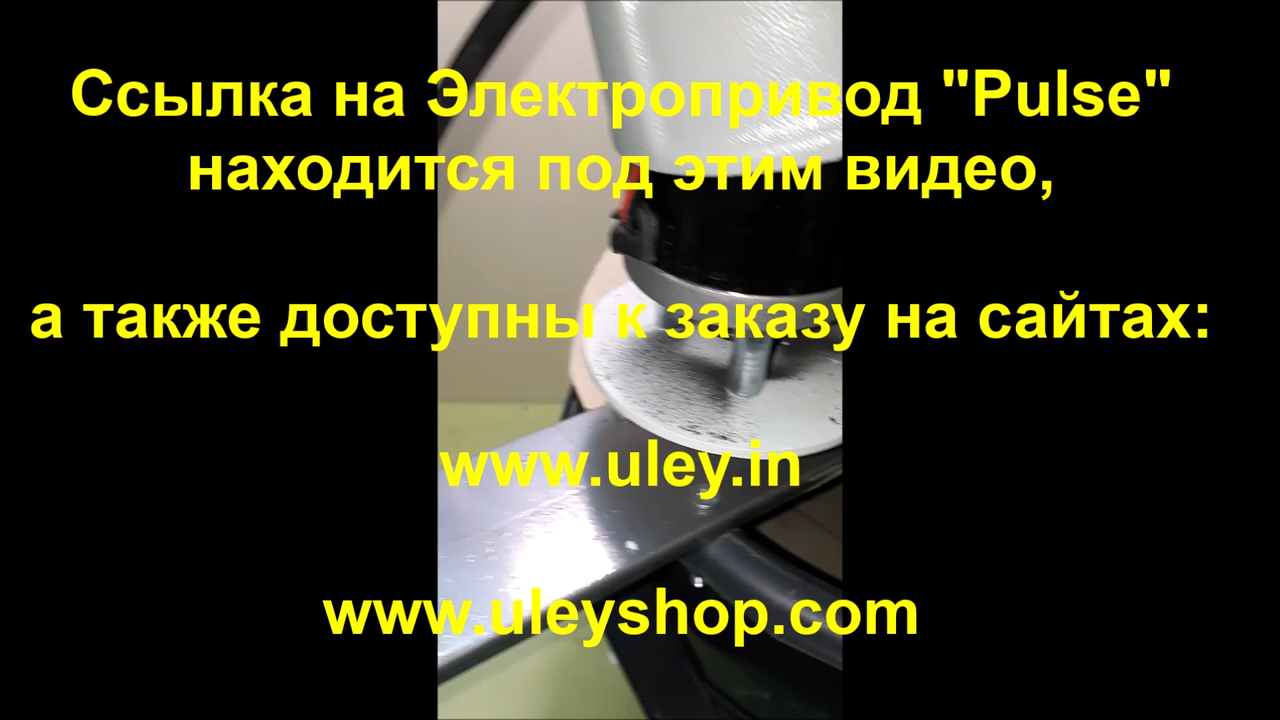 Ссылка на Электропривод "Pulse"
находится под этим видео,
а также доступны к заказу на сайтах:
www.uley.in
www.uleyshop.com